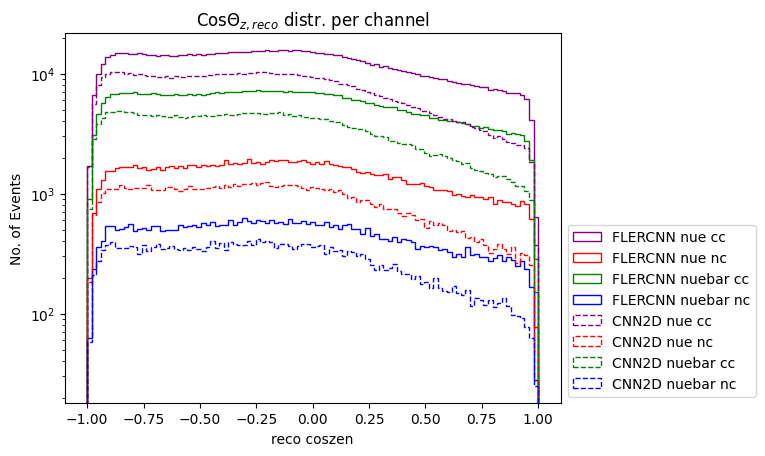 CosΘz,reco distr. per channel
No. of Events
10⁴
10³
10²
−1.00 −0.75 −0.50 −0.25 0.00 0.25 0.50 0.75 1.00
reco coszen
FLERCNN nue cc
FLERCNN nue nc
FLERCNN nuebar cc
FLERCNN nuebar nc
CNN2D nue cc
CNN2D nue nc
CNN2D nuebar cc
CNN2D nuebar nc